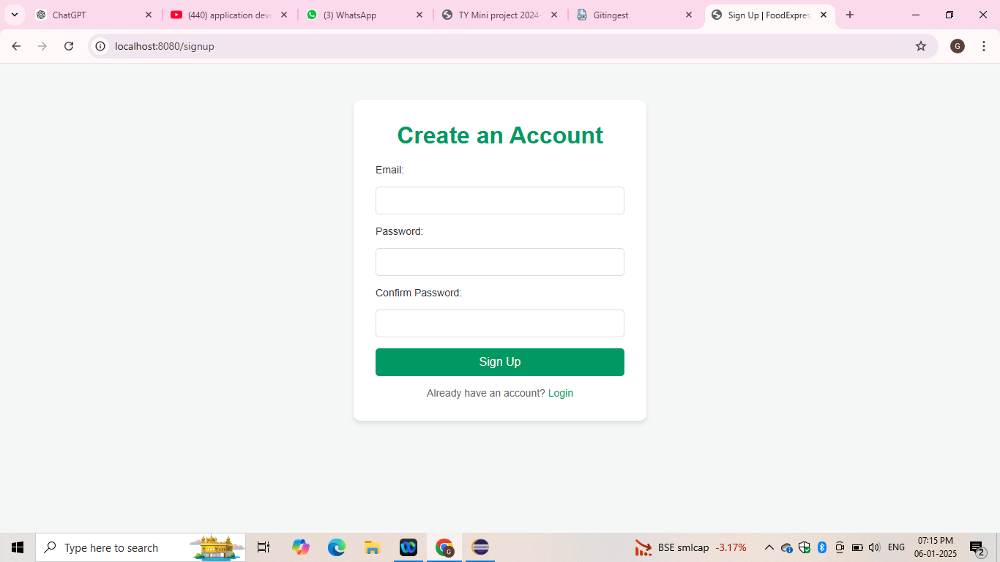 ChatGPT
(440) application deve
(3) WhatsApp
TY Mini project 2024-
Gitingest
Sign Up | FoodExpres
localhost:8080/signup
G
Create an Account
Email:
Password:
Confirm Password:
Sign Up
Already have an account? Login
Type here to search
G
BSE smlcap -3.17%
ENG
07:15 PM
06-01-2025
2